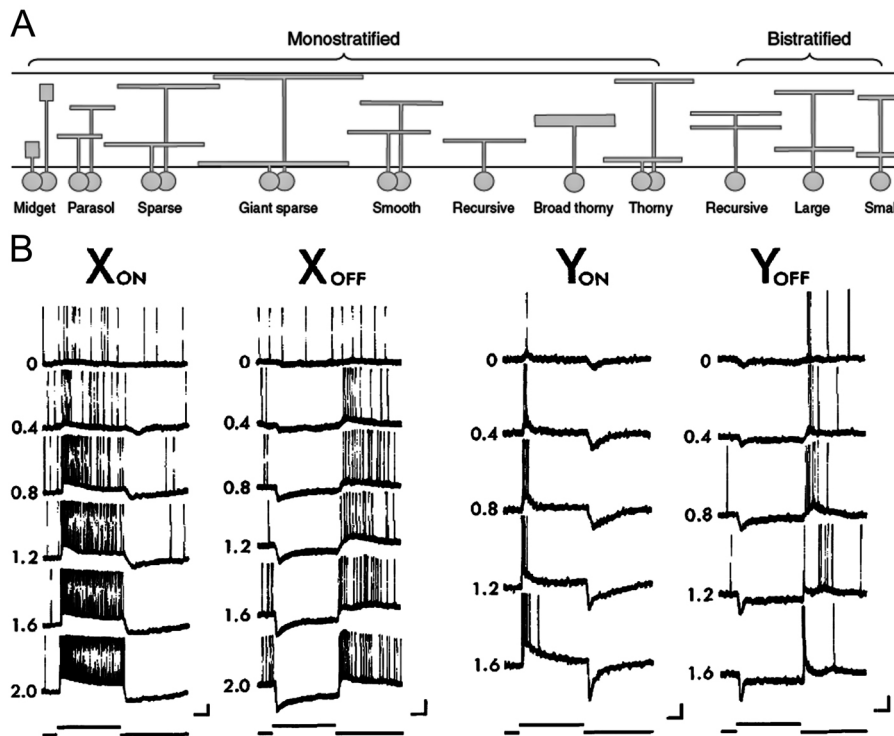 A
Monostratified Bistratified
Midget Parasol Sparse Giant sparse Smooth Recursive Broad thorny Thorny Recursive Large Smal
B
XON XOFF YON YOFF
0 0 0 0
0.4 0.4 0.4 0.4
0.8 0.8 0.8 0.8
1.2 1.2 1.2 1.2
1.6 1.6 1.6 1.6
2.0 2.0